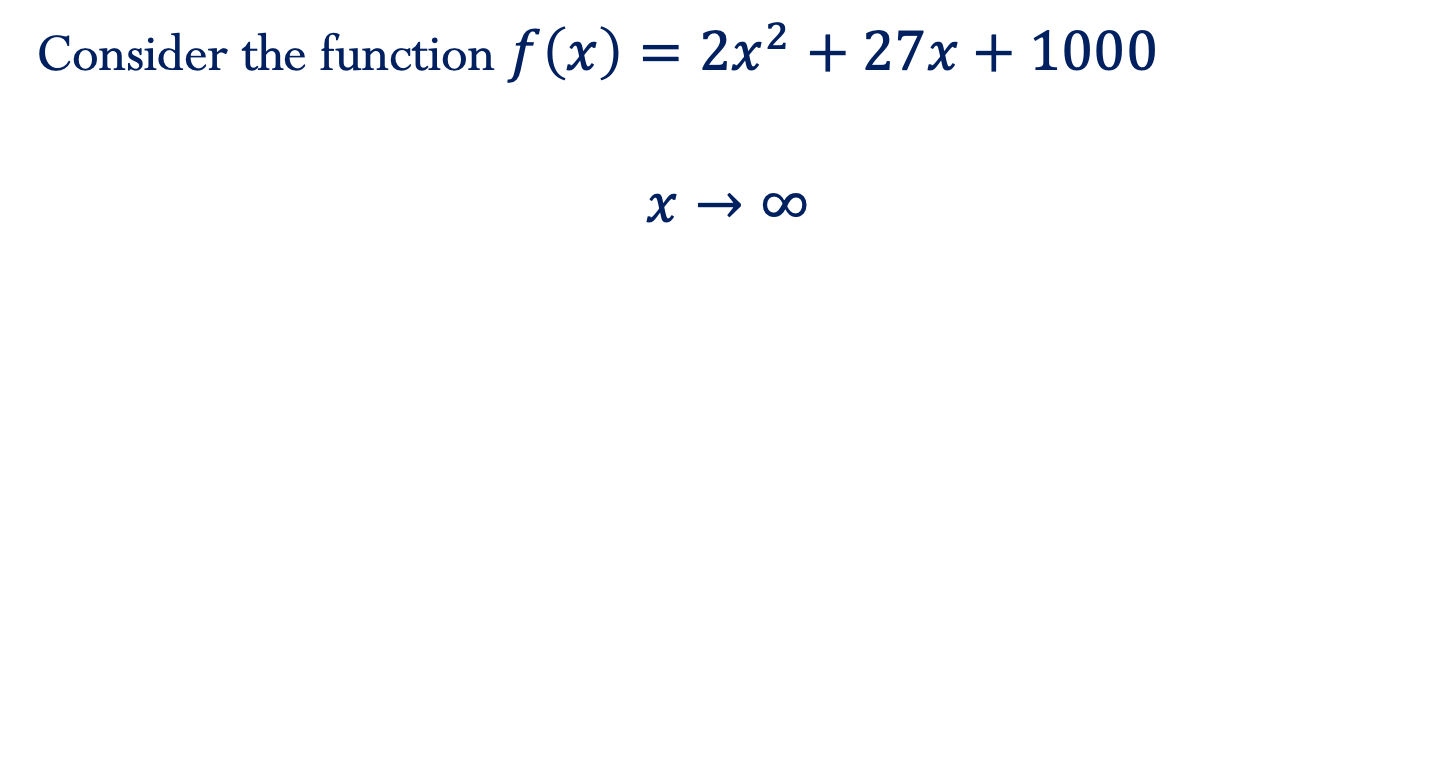 Consider the function f(x) = 2x² + 27x + 1000
x → ∞